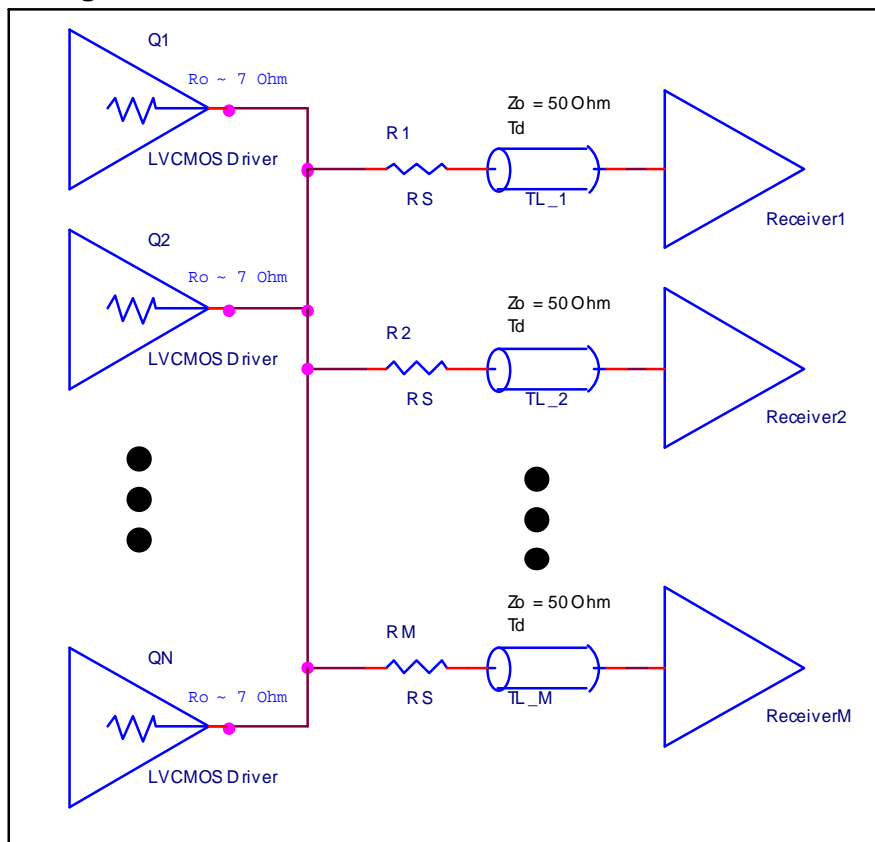 Q1
Ro ~ 7 Ohm
LVCMOS Driver
R1
RS
Zo = 50 Ohm
Td
TL_1
Receiver1
Q2
Ro ~ 7 Ohm
LVCMOS Driver
R2
RS
Zo = 50 Ohm
Td
TL_2
Receiver2
QN
Ro ~ 7 Ohm
LVCMOS Driver
RM
RS
Zo = 50 Ohm
Td
TL_M
ReceiverM